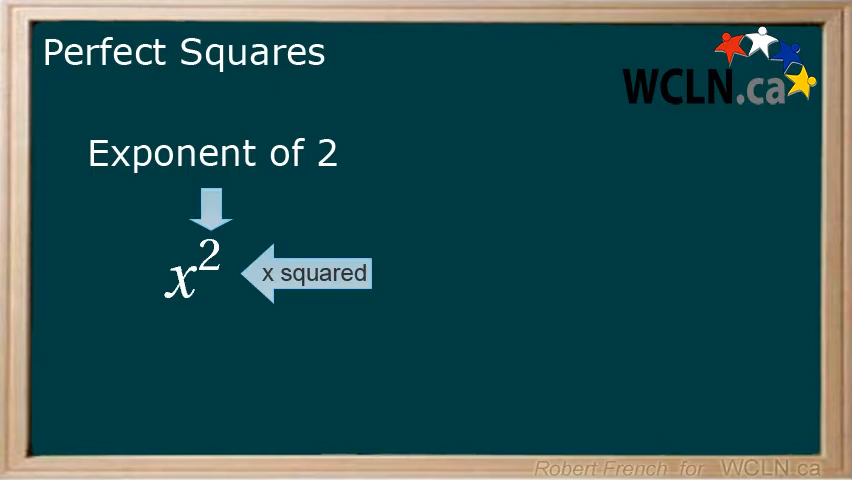 Perfect Squares
WCLN.ca
Exponent of 2
x²
x squared
Robert French for WCLN.ca